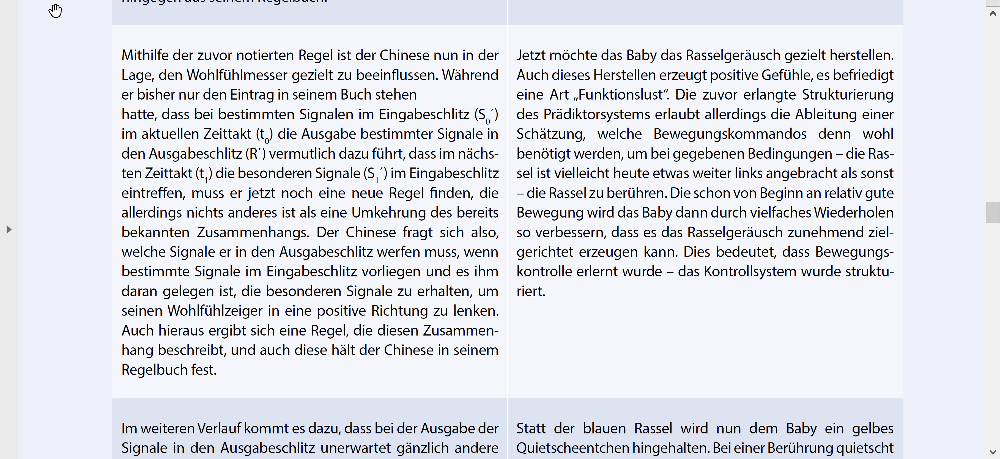 hingegen aus seinem Regelbuch.
Mithilfe der zuvor notierten Regel ist der Chinese nun in der
Lage, den Wohlfühlmesser gezielt zu beeinflussen. Während
er bisher nur den Eintrag in seinem Buch stehen
hatte, dass bei bestimmten Signalen im Eingabeschlitz (S₀´)
im aktuellen Zeittakt (t₀) die Ausgabe bestimmter Signale in
den Ausgabeschlitz (R´) vermutlich dazu führt, dass im nächs-
ten Zeittakt (t₁) die besonderen Signale (S₁´) im Eingabeschlitz
eintreffen, muss er jetzt noch eine neue Regel finden, die
allerdings nichts anderes ist als eine Umkehrung des bereits
bekannten Zusammenhangs. Der Chinese fragt sich also,
welche Signale er in den Ausgabeschlitz werfen muss, wenn
bestimmte Signale im Eingabeschlitz vorliegen und es ihm
daran gelegen ist, die besonderen Signale zu erhalten, um
seinen Wohlfühlzeiger in eine positive Richtung zu lenken.
Auch hieraus ergibt sich eine Regel, die diesen Zusammen-
hang beschreibt, und auch diese hält der Chinese in seinem
Regelbuch fest.
Jetzt möchte das Baby das Rasselgeräusch gezielt herstellen.
Auch dieses Herstellen erzeugt positive Gefühle, es befriedigt
eine Art „Funktionslust“. Die zuvor erlangte Strukturierung
des Prädiktorsystems erlaubt allerdings die Ableitung einer
Schätzung, welche Bewegungskommandos denn wohl
benötigt werden, um bei gegebenen Bedingungen – die Ras-
sel ist vielleicht heute etwas weiter links angebracht als sonst
– die Rassel zu berühren. Die schon von Beginn an relativ gute
Bewegung wird das Baby dann durch vielfaches Wiederholen
so verbessern, dass es das Rasselgeräusch zunehmend ziel-
gerichtet erzeugen kann. Dies bedeutet, dass Bewegungs-
kontrolle erlernt wurde – das Kontrollsystem wurde struktu-
riert.
Im weiteren Verlauf kommt es dazu, dass bei der Ausgabe der
Signale in den Ausgabeschlitz unerwartet gänzlich andere
Statt der blauen Rassel wird nun dem Baby ein gelbes
Quietscheentchen hingehalten. Bei einer Berührung quietscht